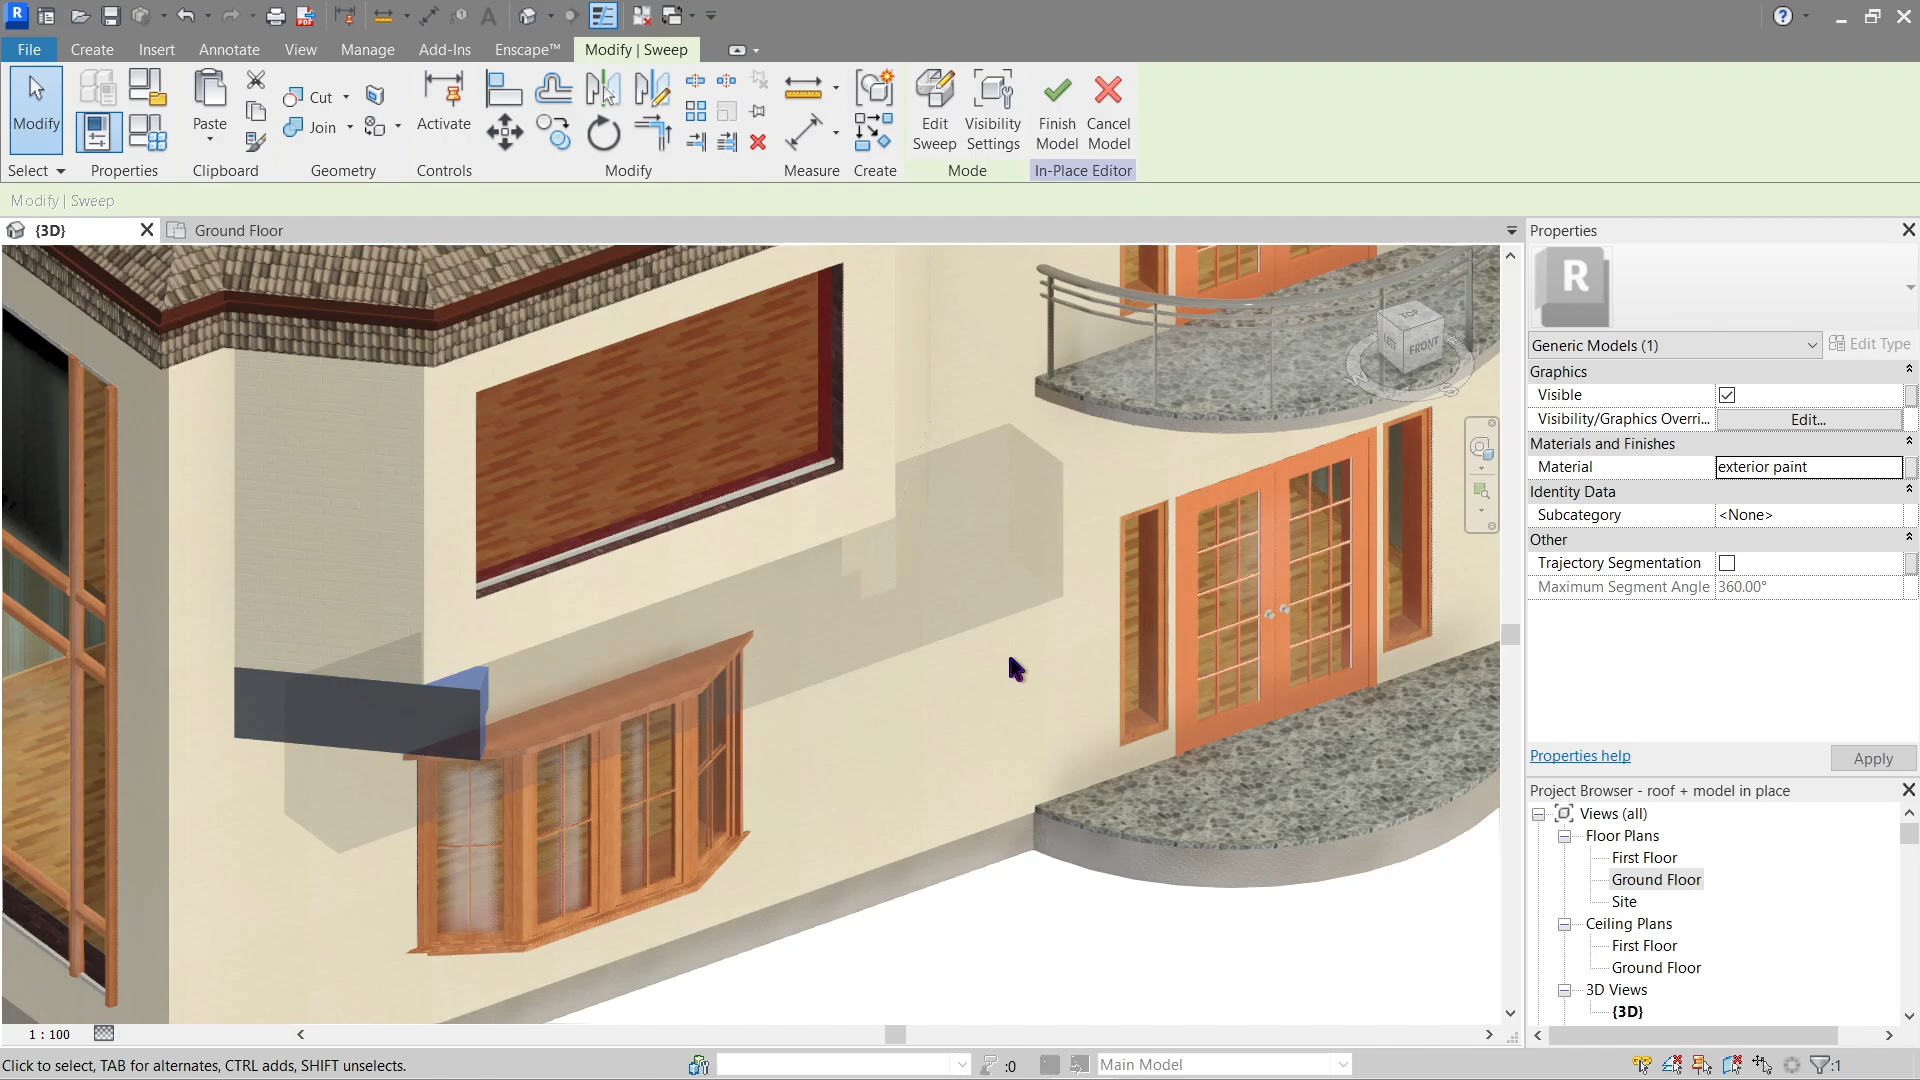 File
Create
Insert
Annotate
View
Manage
Add-Ins
Enscape™
Modify | Sweep
Modify
Paste
Cut
Join
Activate
Edit Sweep
Visibility Settings
Finish Model
Cancel Model
Select
Properties
Clipboard
Geometry
Controls
Modify
Measure
Create
Mode
In-Place Editor
Modify | Sweep
{3D}
Ground Floor
TOP
LEFT
FRONT
W
Properties
R
Generic Models (1)
Edit Type
Graphics
Visible
Visibility/Graphics Overri...
Edit...
Materials and Finishes
Material
exterior paint
Identity Data
Subcategory
<None>
Other
Trajectory Segmentation
Maximum Segment Angle
360.00°
Properties help
Apply
Project Browser - roof + model in place
Views (all)
Floor Plans
First Floor
Ground Floor
Site
Ceiling Plans
First Floor
Ground Floor
3D Views
{3D}
1 : 100
Click to select, TAB for alternates, CTRL adds, SHIFT unselects.
:0
Main Model
:1